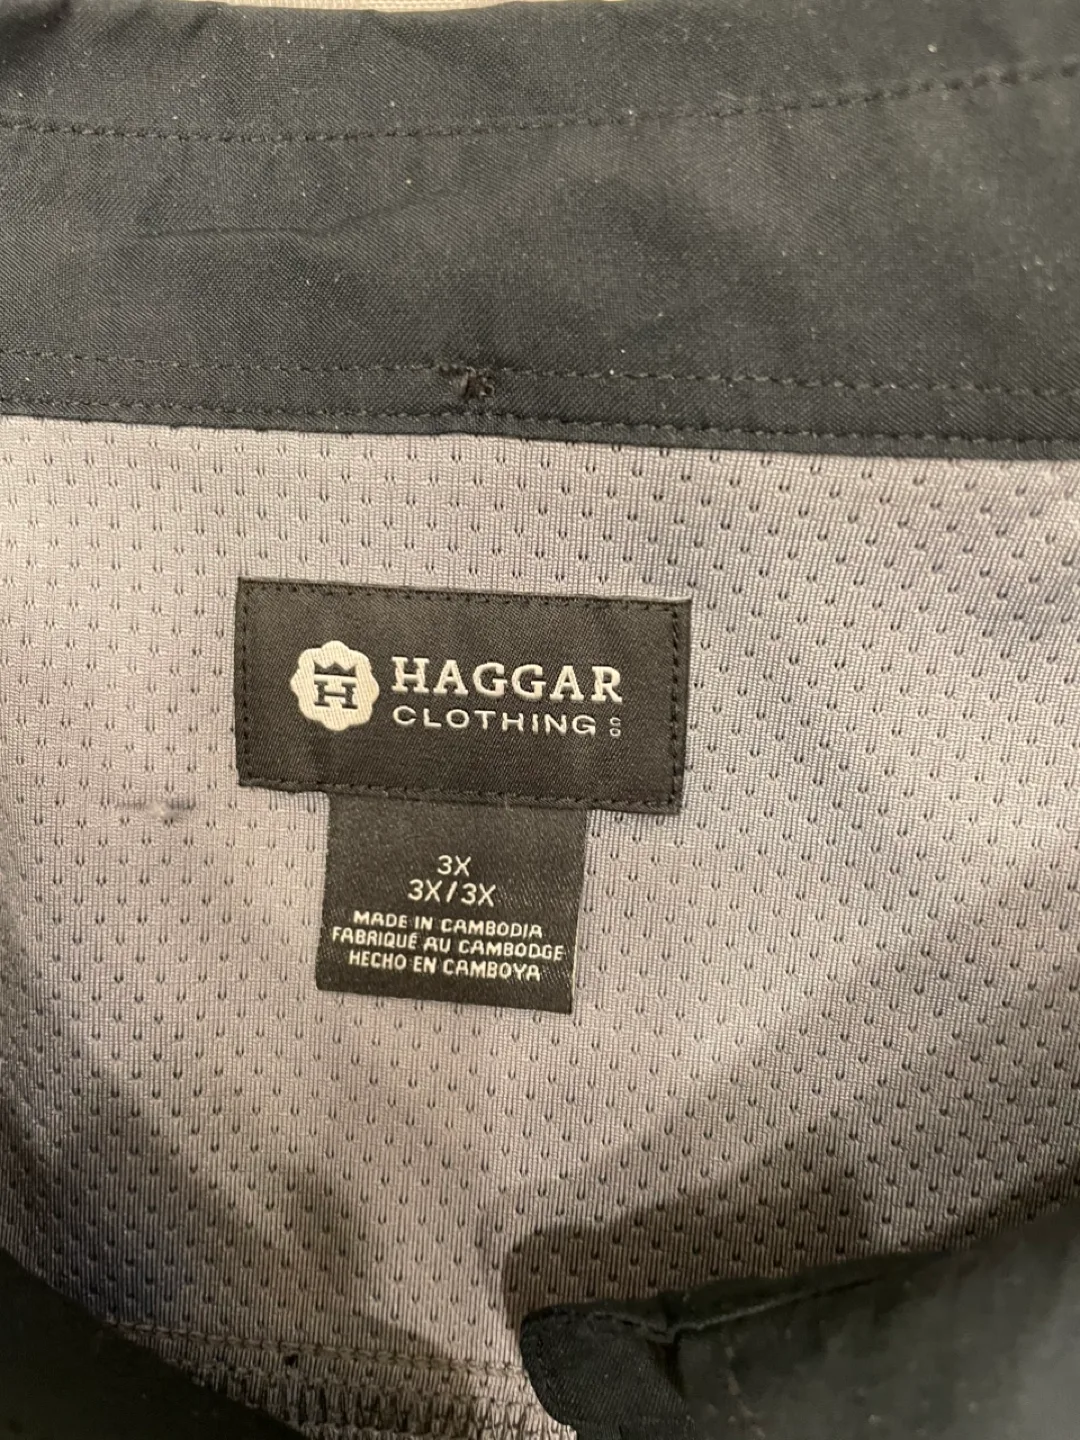 H HAGGAR
CLOTHING CO
3X
3X/3X
MADE IN CAMBODIA
FABRIQUÉ AU CAMBODGE
HECHO EN CAMBOYA